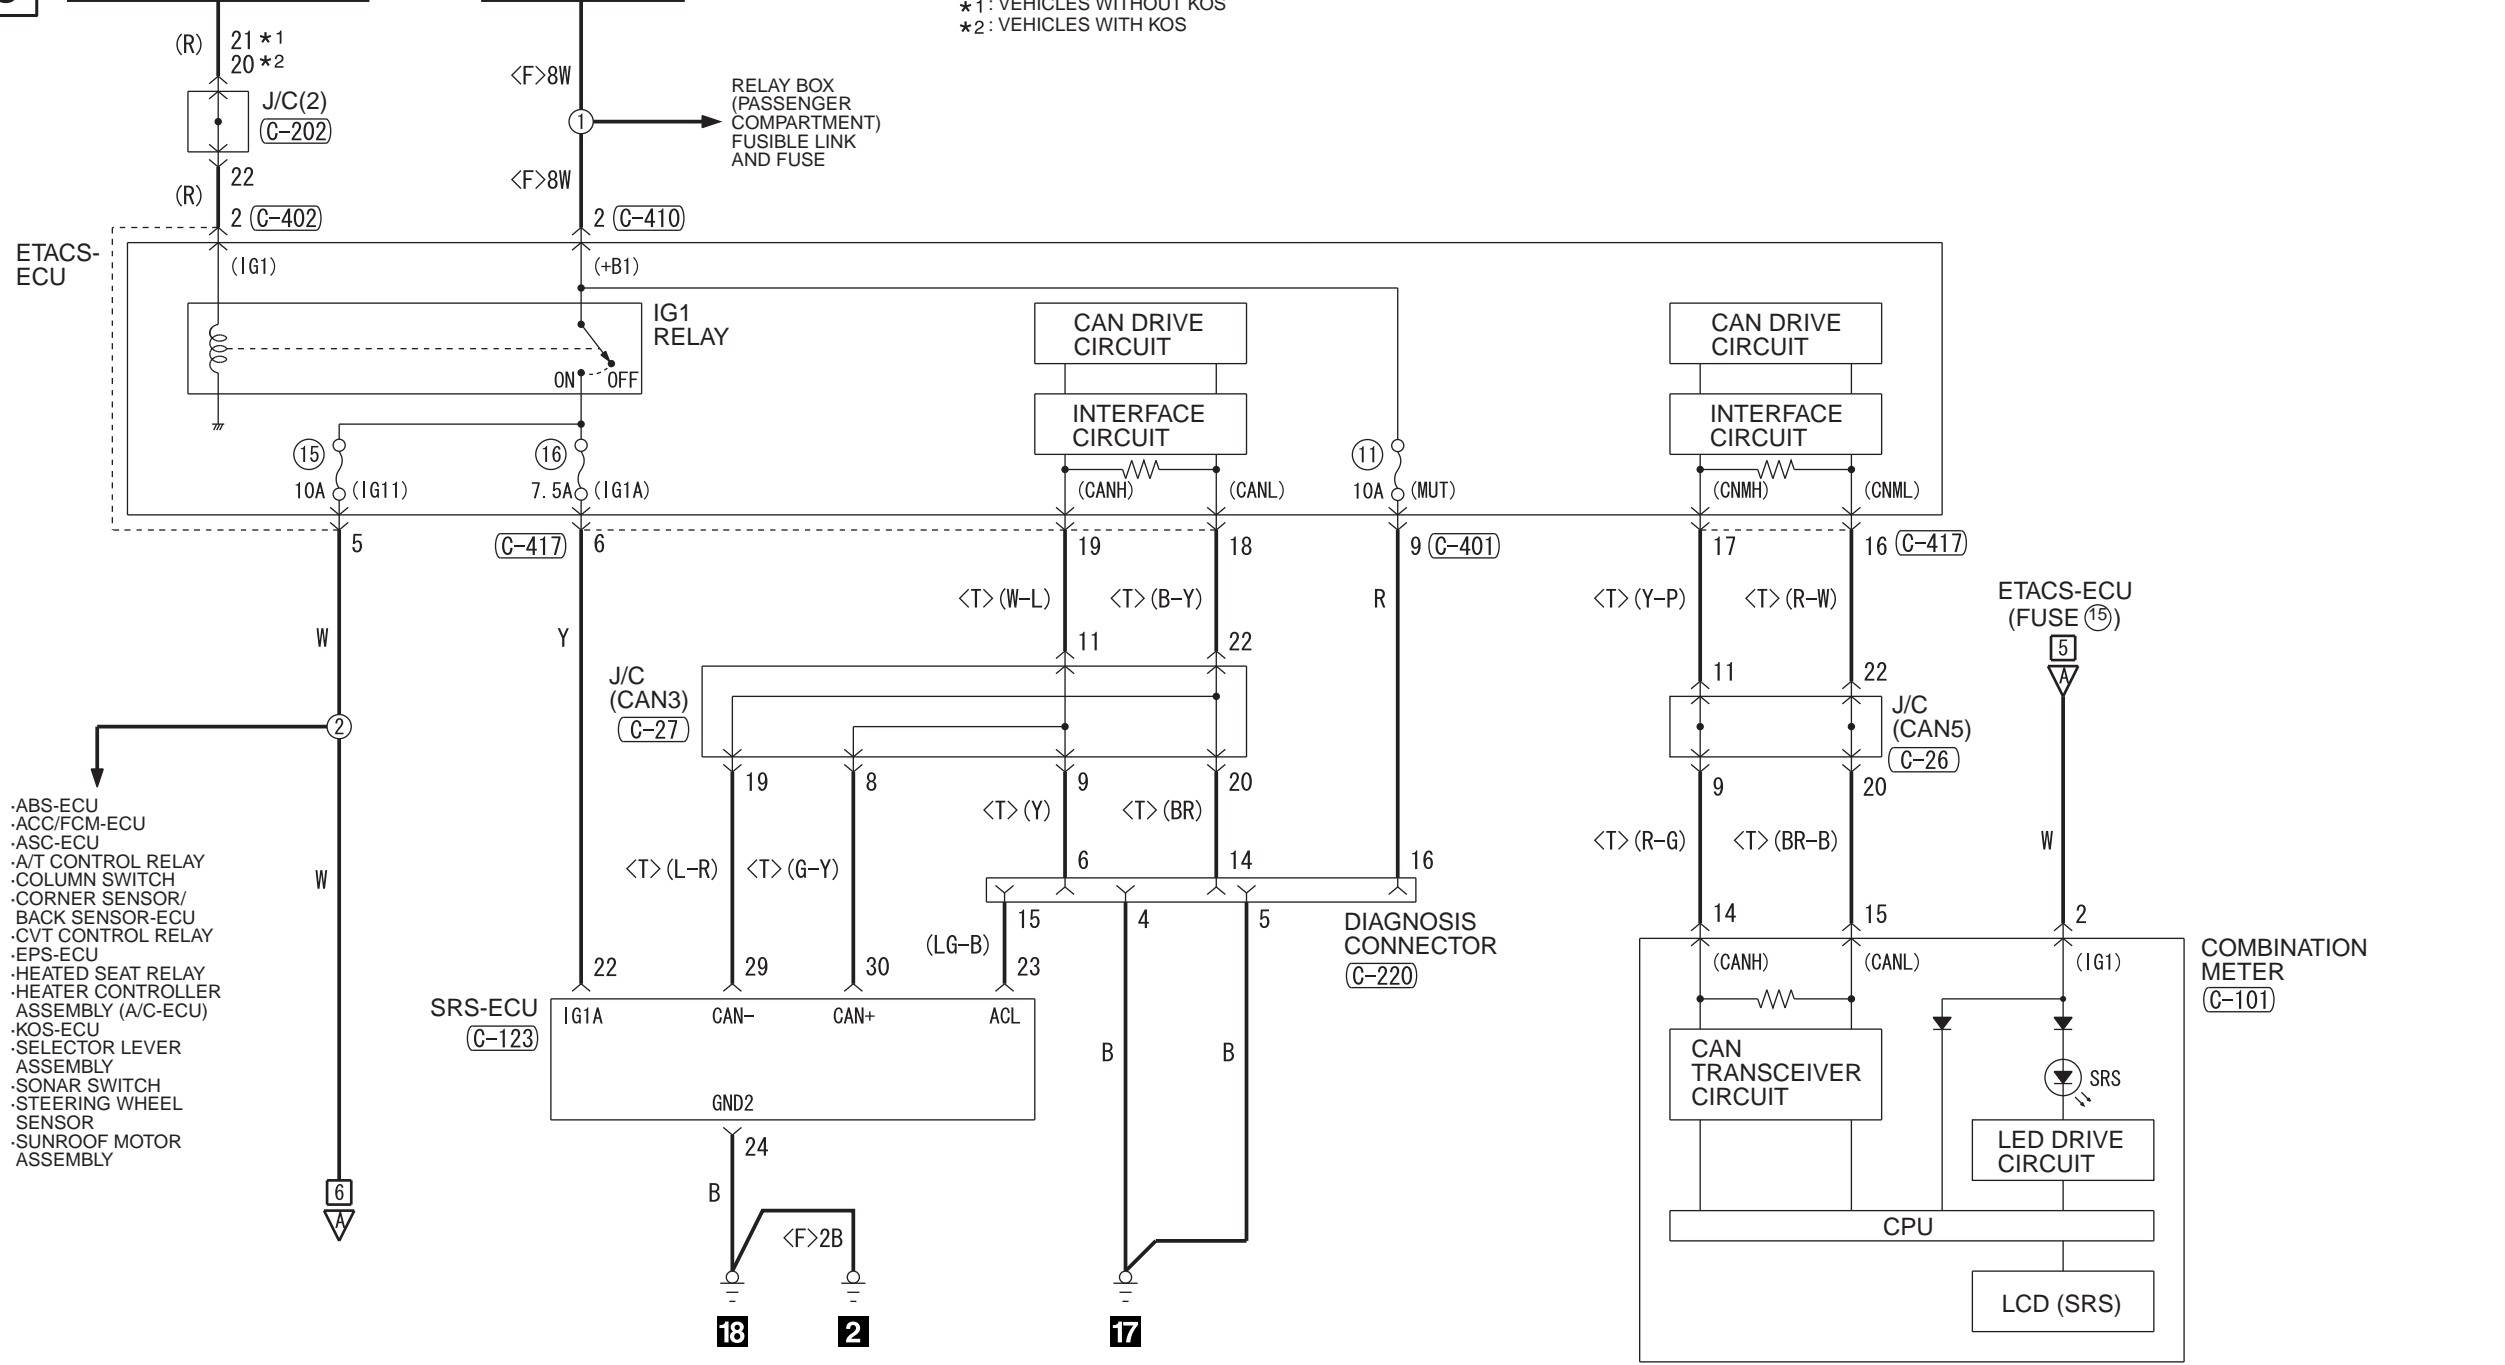 *1: VEHICLES WITHOUT KOS
*2: VEHICLES WITH KOS
(R)
21 *1
20 *2
J/C(2)
(C-202)
22
(R)
2 (C-402)
<F>8W
1
RELAY BOX
(PASSENGER
COMPARTMENT)
FUSIBLE LINK
AND FUSE
<F>8W
2 (C-410)
ETACS-
ECU
(IG1)
(+B1)
IG1
RELAY
ON
OFF
CAN DRIVE
CIRCUIT
INTERFACE
CIRCUIT
CAN DRIVE
CIRCUIT
INTERFACE
CIRCUIT
15
10A
(IG11)
16
7.5A
(IG1A)
(CANH)
(CANL)
11
10A
(MUT)
(CNMH)
(CNML)
5
(C-417) 6
19
18
9 (C-401)
17
16 (C-417)
<T>(W-L)
<T>(B-Y)
R
<T>(Y-P)
<T>(R-W)
ETACS-ECU
(FUSE 15)
5
A
W
Y
11
22
11
22
J/C
(CAN3)
(C-27)
J/C
(CAN5)
(C-26)
2
19
8
9
20
9
20
<T>(Y)
<T>(BR)
<T>(L-R)
<T>(G-Y)
<T>(R-G)
<T>(BR-B)
W
·ABS-ECU
·ACC/FCM-ECU
·ASC-ECU
·A/T CONTROL RELAY
·COLUMN SWITCH
·CORNER SENSOR/
BACK SENSOR-ECU
·CVT CONTROL RELAY
·EPS-ECU
·HEATED SEAT RELAY
·HEATER CONTROLLER
ASSEMBLY (A/C-ECU)
·KOS-ECU
·SELECTOR LEVER
ASSEMBLY
·SONAR SWITCH
·STEERING WHEEL
SENSOR
·SUNROOF MOTOR
ASSEMBLY
W
6
A
6
14
16
15
4
5
DIAGNOSIS
CONNECTOR
(C-220)
(LG-B)
22
29
30
23
SRS-ECU
(C-123)
IG1A
CAN-
CAN+
ACL
GND2
24
B
<F>2B
18
2
B
B
17
14
15
2
COMBINATION
METER
(C-101)
(CANH)
(CANL)
(IG1)
CAN
TRANSCEIVER
CIRCUIT
SRS
LED DRIVE
CIRCUIT
CPU
LCD (SRS)